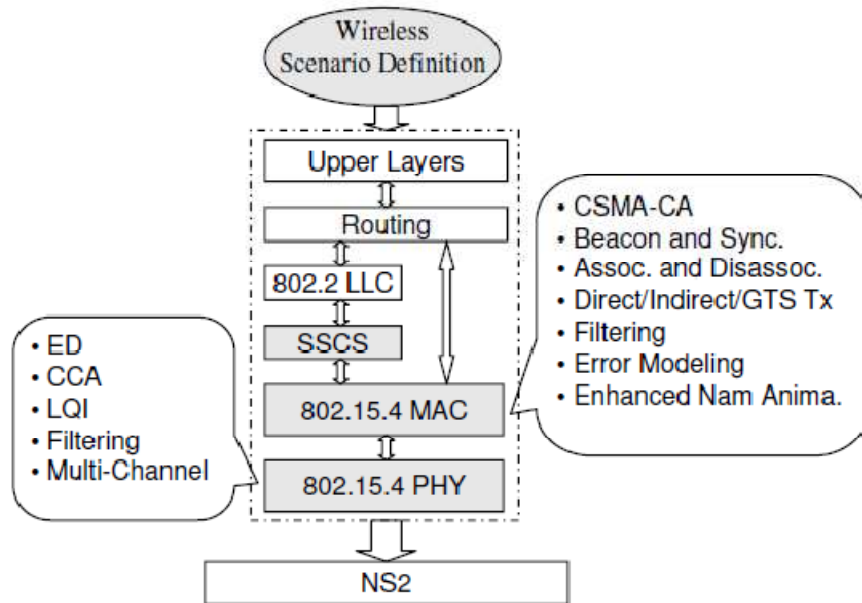 Wireless
Scenario Definition
Upper Layers
Routing
802.2 LLC
SSCS
802.15.4 MAC
802.15.4 PHY
NS2
• ED
• CCA
• LQI
• Filtering
• Multi-Channel
• CSMA-CA
• Beacon and Sync.
• Assoc. and Disassoc.
• Direct/Indirect/GTS Tx
• Filtering
• Error Modeling
• Enhanced Nam Anima.